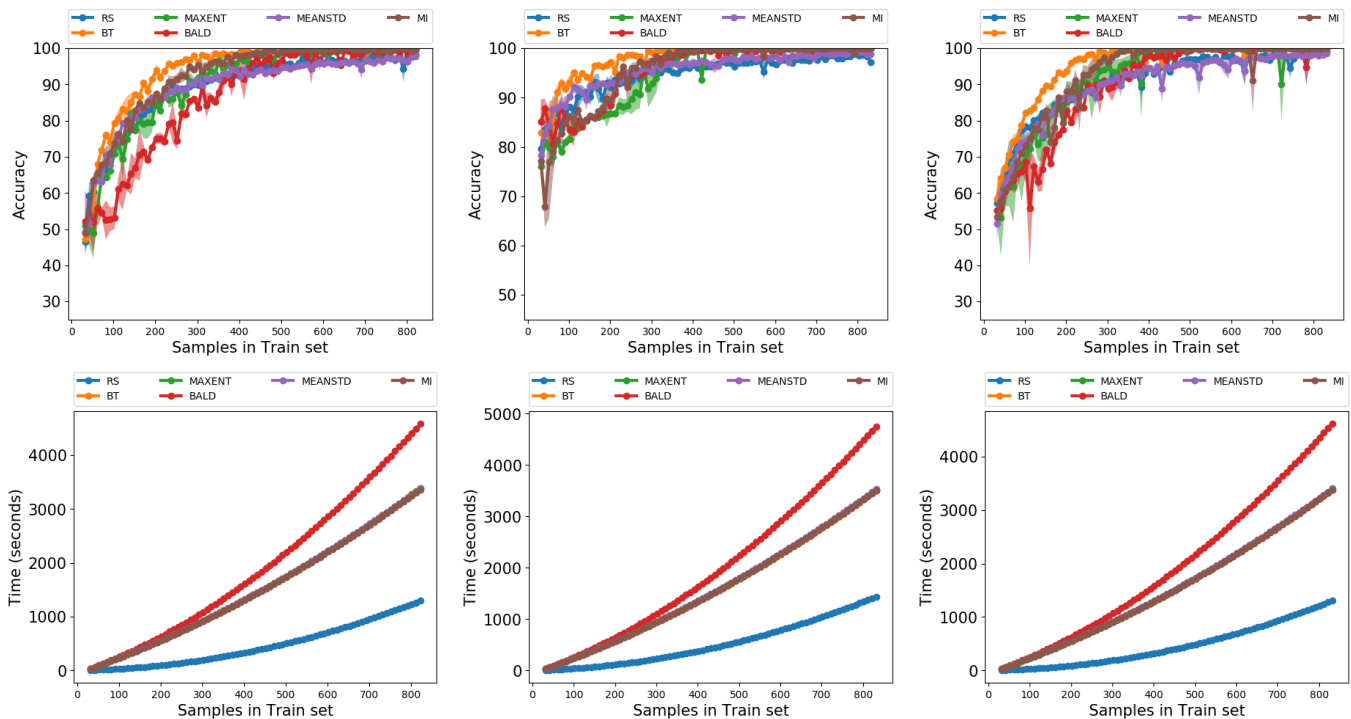 RS MAXENT MEANSTD MI
BT BALD
100
90
80
70
60
50
40
30
Accuracy
0 100 200 300 400 500 600 700 800
Samples in Train set
RS MAXENT MEANSTD MI
BT BALD
100
90
80
70
60
50
Accuracy
0 100 200 300 400 500 600 700 800
Samples in Train set
RS MAXENT MEANSTD MI
BT BALD
100
90
80
70
60
50
40
30
Accuracy
0 100 200 300 400 500 600 700 800
Samples in Train set
RS MAXENT MEANSTD MI
BT BALD
4000
3000
2000
1000
0
Time (seconds)
0 100 200 300 400 500 600 700 800
Samples in Train set
RS MAXENT MEANSTD MI
BT BALD
5000
4000
3000
2000
1000
0
Time (seconds)
0 100 200 300 400 500 600 700 800
Samples in Train set
RS MAXENT MEANSTD MI
BT BALD
4000
3000
2000
1000
0
Time (seconds)
0 100 200 300 400 500 600 700 800
Samples in Train set